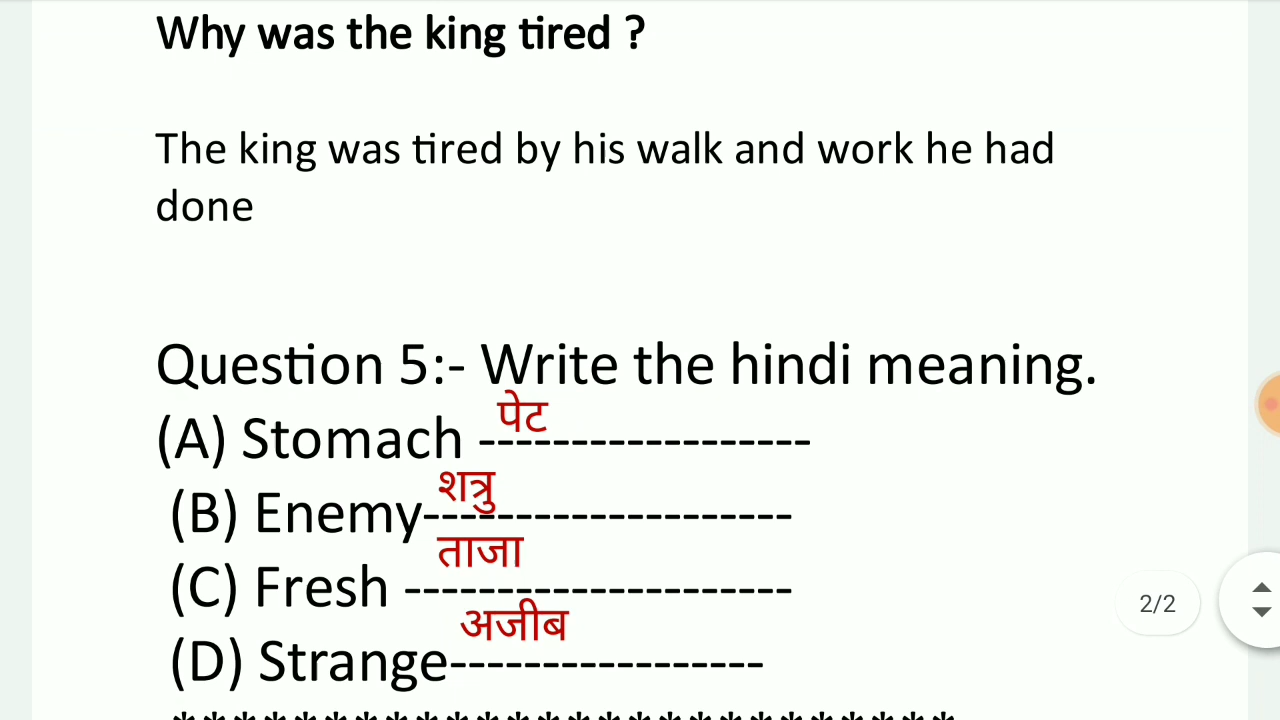 Why was the king tired ?
The king was tired by his walk and work he had
done
Question 5:- Write the hindi meaning.
पेट
(A) Stomach ------------------
शत्रु
(B) Enemy--------------------
ताजा
(C) Fresh ---------------------
अजीब
(D) Strange-----------------
2/2
**************************